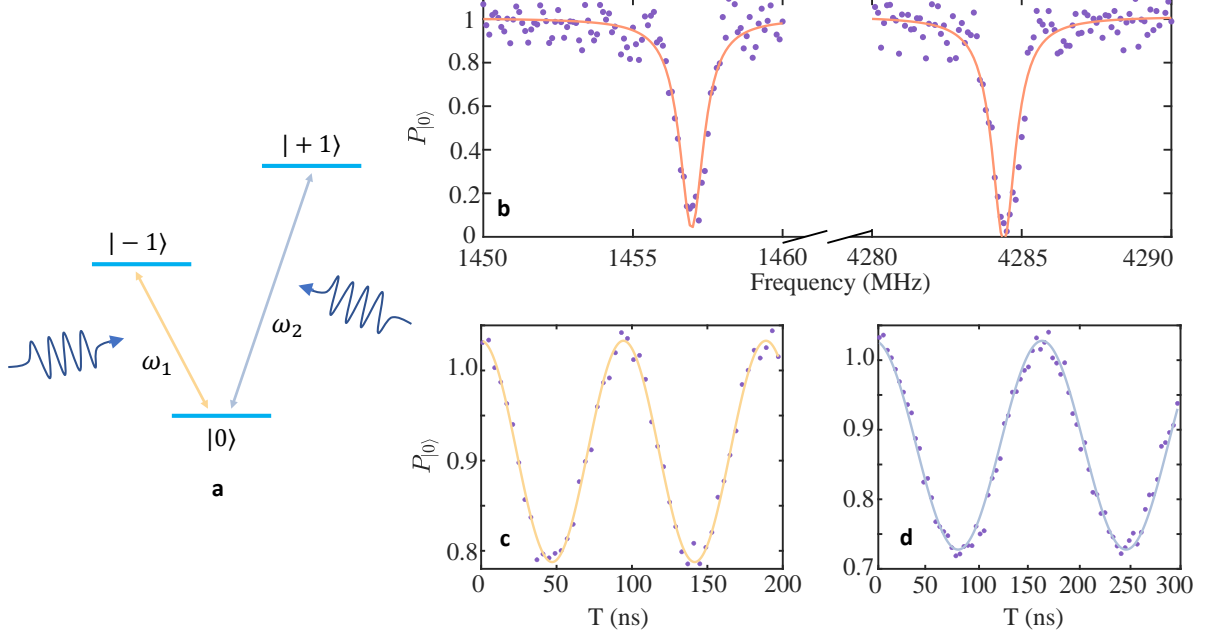 |+1⟩
|−1⟩
ω₁
ω₂
|0⟩
a
P|0⟩
1
0.8
0.6
0.4
0.2
0
b
1450 1455 1460 4280 4285 4290
Frequency (MHz)
P|0⟩
1.0
0.9
0.8
c
0 50 100 150 200
T (ns)
1.0
0.9
0.8
0.7
d
0 50 100 150 200 250 300
T (ns)